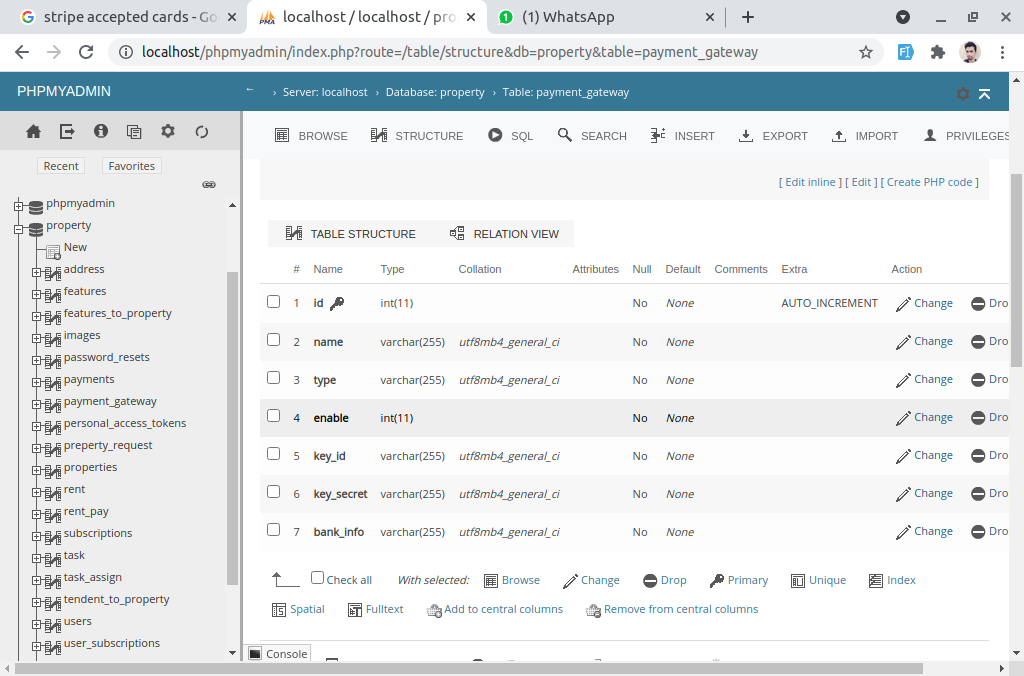 stripe accepted cards - Go
localhost / localhost / pro
(1) WhatsApp
localhost/phpmyadmin/index.php?route=/table/structure&db=property&table=payment_gateway
PHPMYADMIN
Server: localhost › Database: property › Table: payment_gateway
BROWSE STRUCTURE SQL SEARCH INSERT EXPORT IMPORT PRIVILEGES
Recent Favorites
phpmyadmin
property
New
address
features
features_to_property
images
password_resets
payments
payment_gateway
personal_access_tokens
preperty_request
properties
rent
rent_pay
subscriptions
task
task_assign
tendent_to_property
users
user_subscriptions
[ Edit inline ] [ Edit ] [ Create PHP code ]
TABLE STRUCTURE RELATION VIEW
# Name Type Collation Attributes Null Default Comments Extra Action
1 id int(11) No None AUTO_INCREMENT Change Dro
2 name varchar(255) utf8mb4_general_ci No None Change Dro
3 type varchar(255) utf8mb4_general_ci No None Change Dro
4 enable int(11) No None Change Dro
5 key_id varchar(255) utf8mb4_general_ci No None Change Dro
6 key_secret varchar(255) utf8mb4_general_ci No None Change Dro
7 bank_info varchar(255) utf8mb4_general_ci No None Change Dro
Check all With selected: Browse Change Drop Primary Unique Index
Spatial Fulltext Add to central columns Remove from central columns
Console